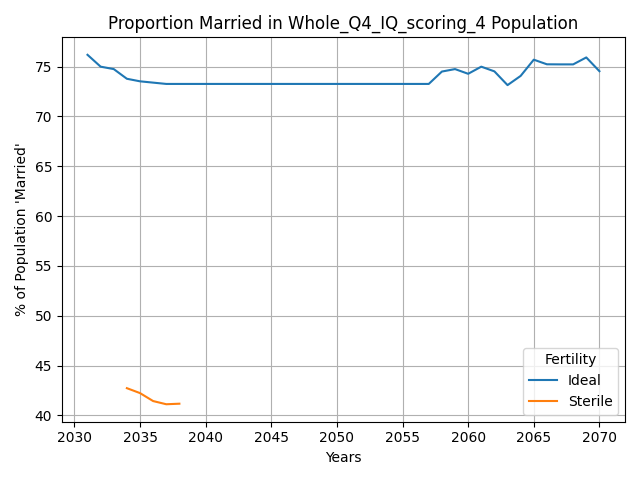 Proportion Married in Whole_Q4_IQ_scoring_4 Population
% of Population 'Married'
75
70
65
60
55
50
45
40
2030 2035 2040 2045 2050 2055 2060 2065 2070
Years
Fertility
Ideal
Sterile